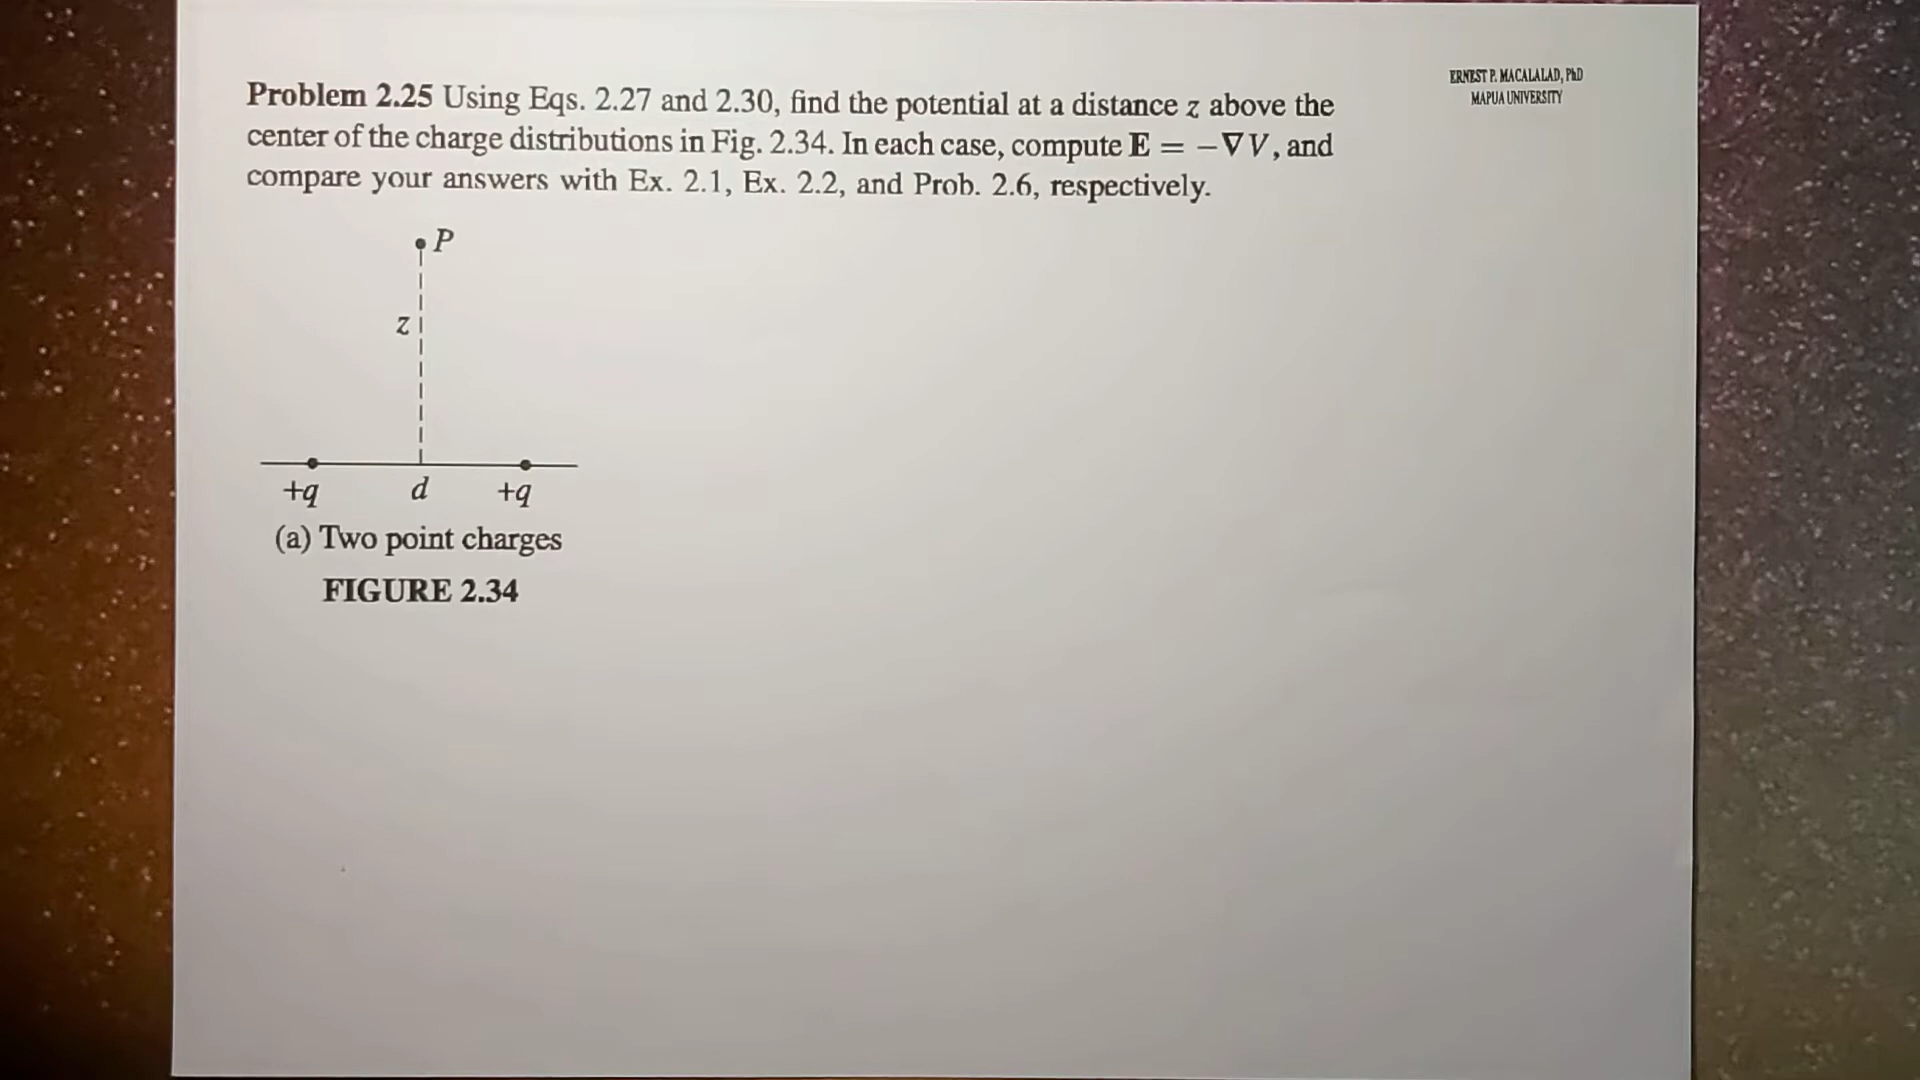 Problem 2.25 Using Eqs. 2.27 and 2.30, find the potential at a distance z above the
center of the charge distributions in Fig. 2.34. In each case, compute E = −∇V, and
compare your answers with Ex. 2.1, Ex. 2.2, and Prob. 2.6, respectively.
ERNEST P. MACALALAD, PhD
MAPUA UNIVERSITY
P
z
+q d +q
(a) Two point charges
FIGURE 2.34